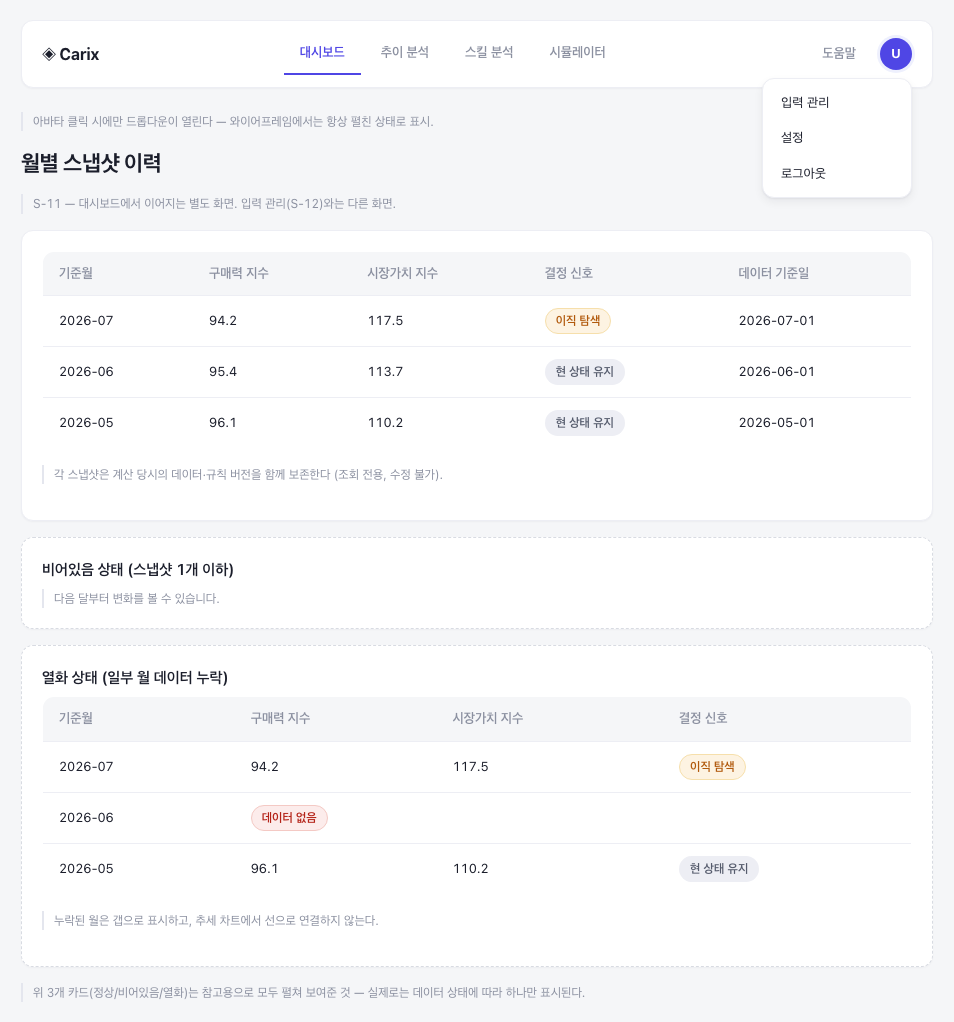 ◈ Carix
대시보드
추이 분석
스킬 분석
시뮬레이터
도움말
U
입력 관리
설정
로그아웃
아바타 클릭 시에만 드롭다운이 열린다 — 와이어프레임에서는 항상 펼친 상태로 표시.
월별 스냅샷 이력
S-11 — 대시보드에서 이어지는 별도 화면. 입력 관리(S-12)와는 다른 화면.
기준월 구매력 지수 시장가치 지수 결정 신호 데이터 기준일
2026-07 94.2 117.5 이직 탐색 2026-07-01
2026-06 95.4 113.7 현 상태 유지 2026-06-01
2026-05 96.1 110.2 현 상태 유지 2026-05-01
각 스냅샷은 계산 당시의 데이터·규칙 버전을 함께 보존한다 (조회 전용, 수정 불가).
비어있음 상태 (스냅샷 1개 이하)
다음 달부터 변화를 볼 수 있습니다.
열화 상태 (일부 월 데이터 누락)
기준월 구매력 지수 시장가치 지수 결정 신호
2026-07 94.2 117.5 이직 탐색
2026-06 데이터 없음
2026-05 96.1 110.2 현 상태 유지
누락된 월은 갭으로 표시하고, 추세 차트에서 선으로 연결하지 않는다.
위 3개 카드(정상/비어있음/열화)는 참고용으로 모두 펼쳐 보여준 것 — 실제로는 데이터 상태에 따라 하나만 표시된다.